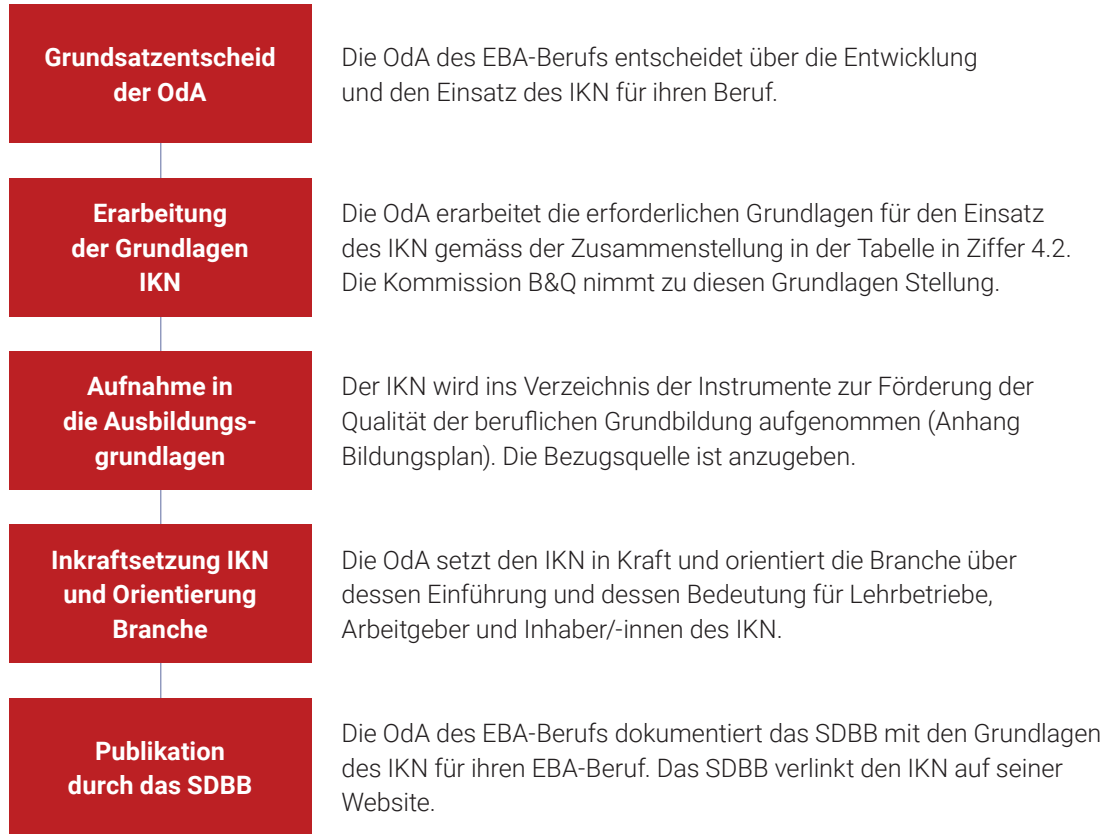 Grundsatzentscheid
der OdA
Die OdA des EBA-Berufs entscheidet über die Entwicklung
und den Einsatz des IKN für ihren Beruf.
Erarbeitung
der Grundlagen
IKN
Die OdA erarbeitet die erforderlichen Grundlagen für den Einsatz
des IKN gemäss der Zusammenstellung in der Tabelle in Ziffer 4.2.
Die Kommission B&Q nimmt zu diesen Grundlagen Stellung.
Aufnahme in
die Ausbildungs-
grundlagen
Der IKN wird ins Verzeichnis der Instrumente zur Förderung der
Qualität der beruflichen Grundbildung aufgenommen (Anhang
Bildungsplan). Die Bezugsquelle ist anzugeben.
Inkraftsetzung IKN
und Orientierung
Branche
Die OdA setzt den IKN in Kraft und orientiert die Branche über
dessen Einführung und dessen Bedeutung für Lehrbetriebe,
Arbeitgeber und Inhaber/-innen des IKN.
Publikation
durch das SDBB
Die OdA des EBA-Berufs dokumentiert das SDBB mit den Grundlagen
des IKN für ihren EBA-Beruf. Das SDBB verlinkt den IKN auf seiner
Website.